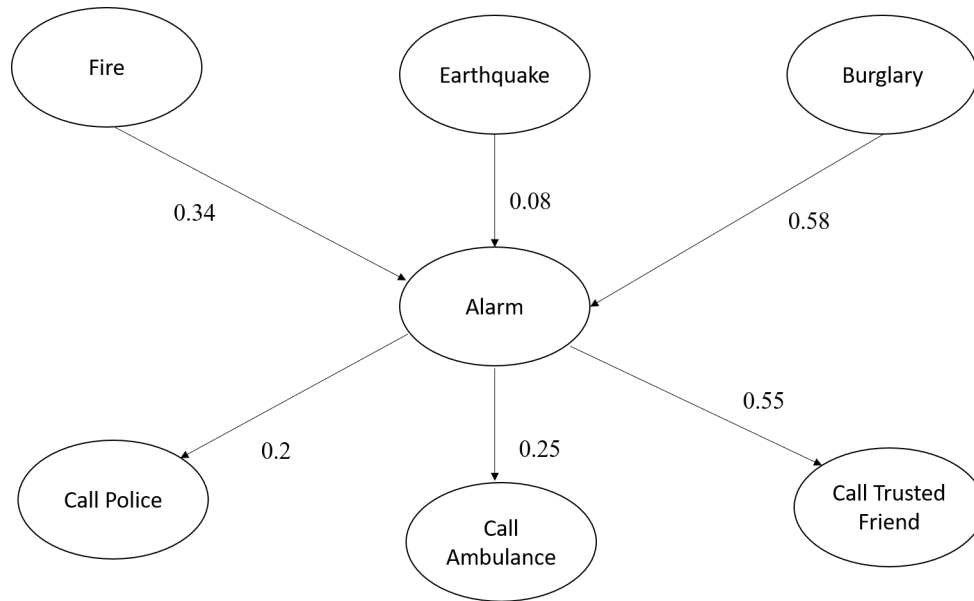 Fire
Earthquake
Burglary
0.34
0.08
0.58
Alarm
0.2
0.25
0.55
Call Police
Call
Ambulance
Call Trusted
Friend